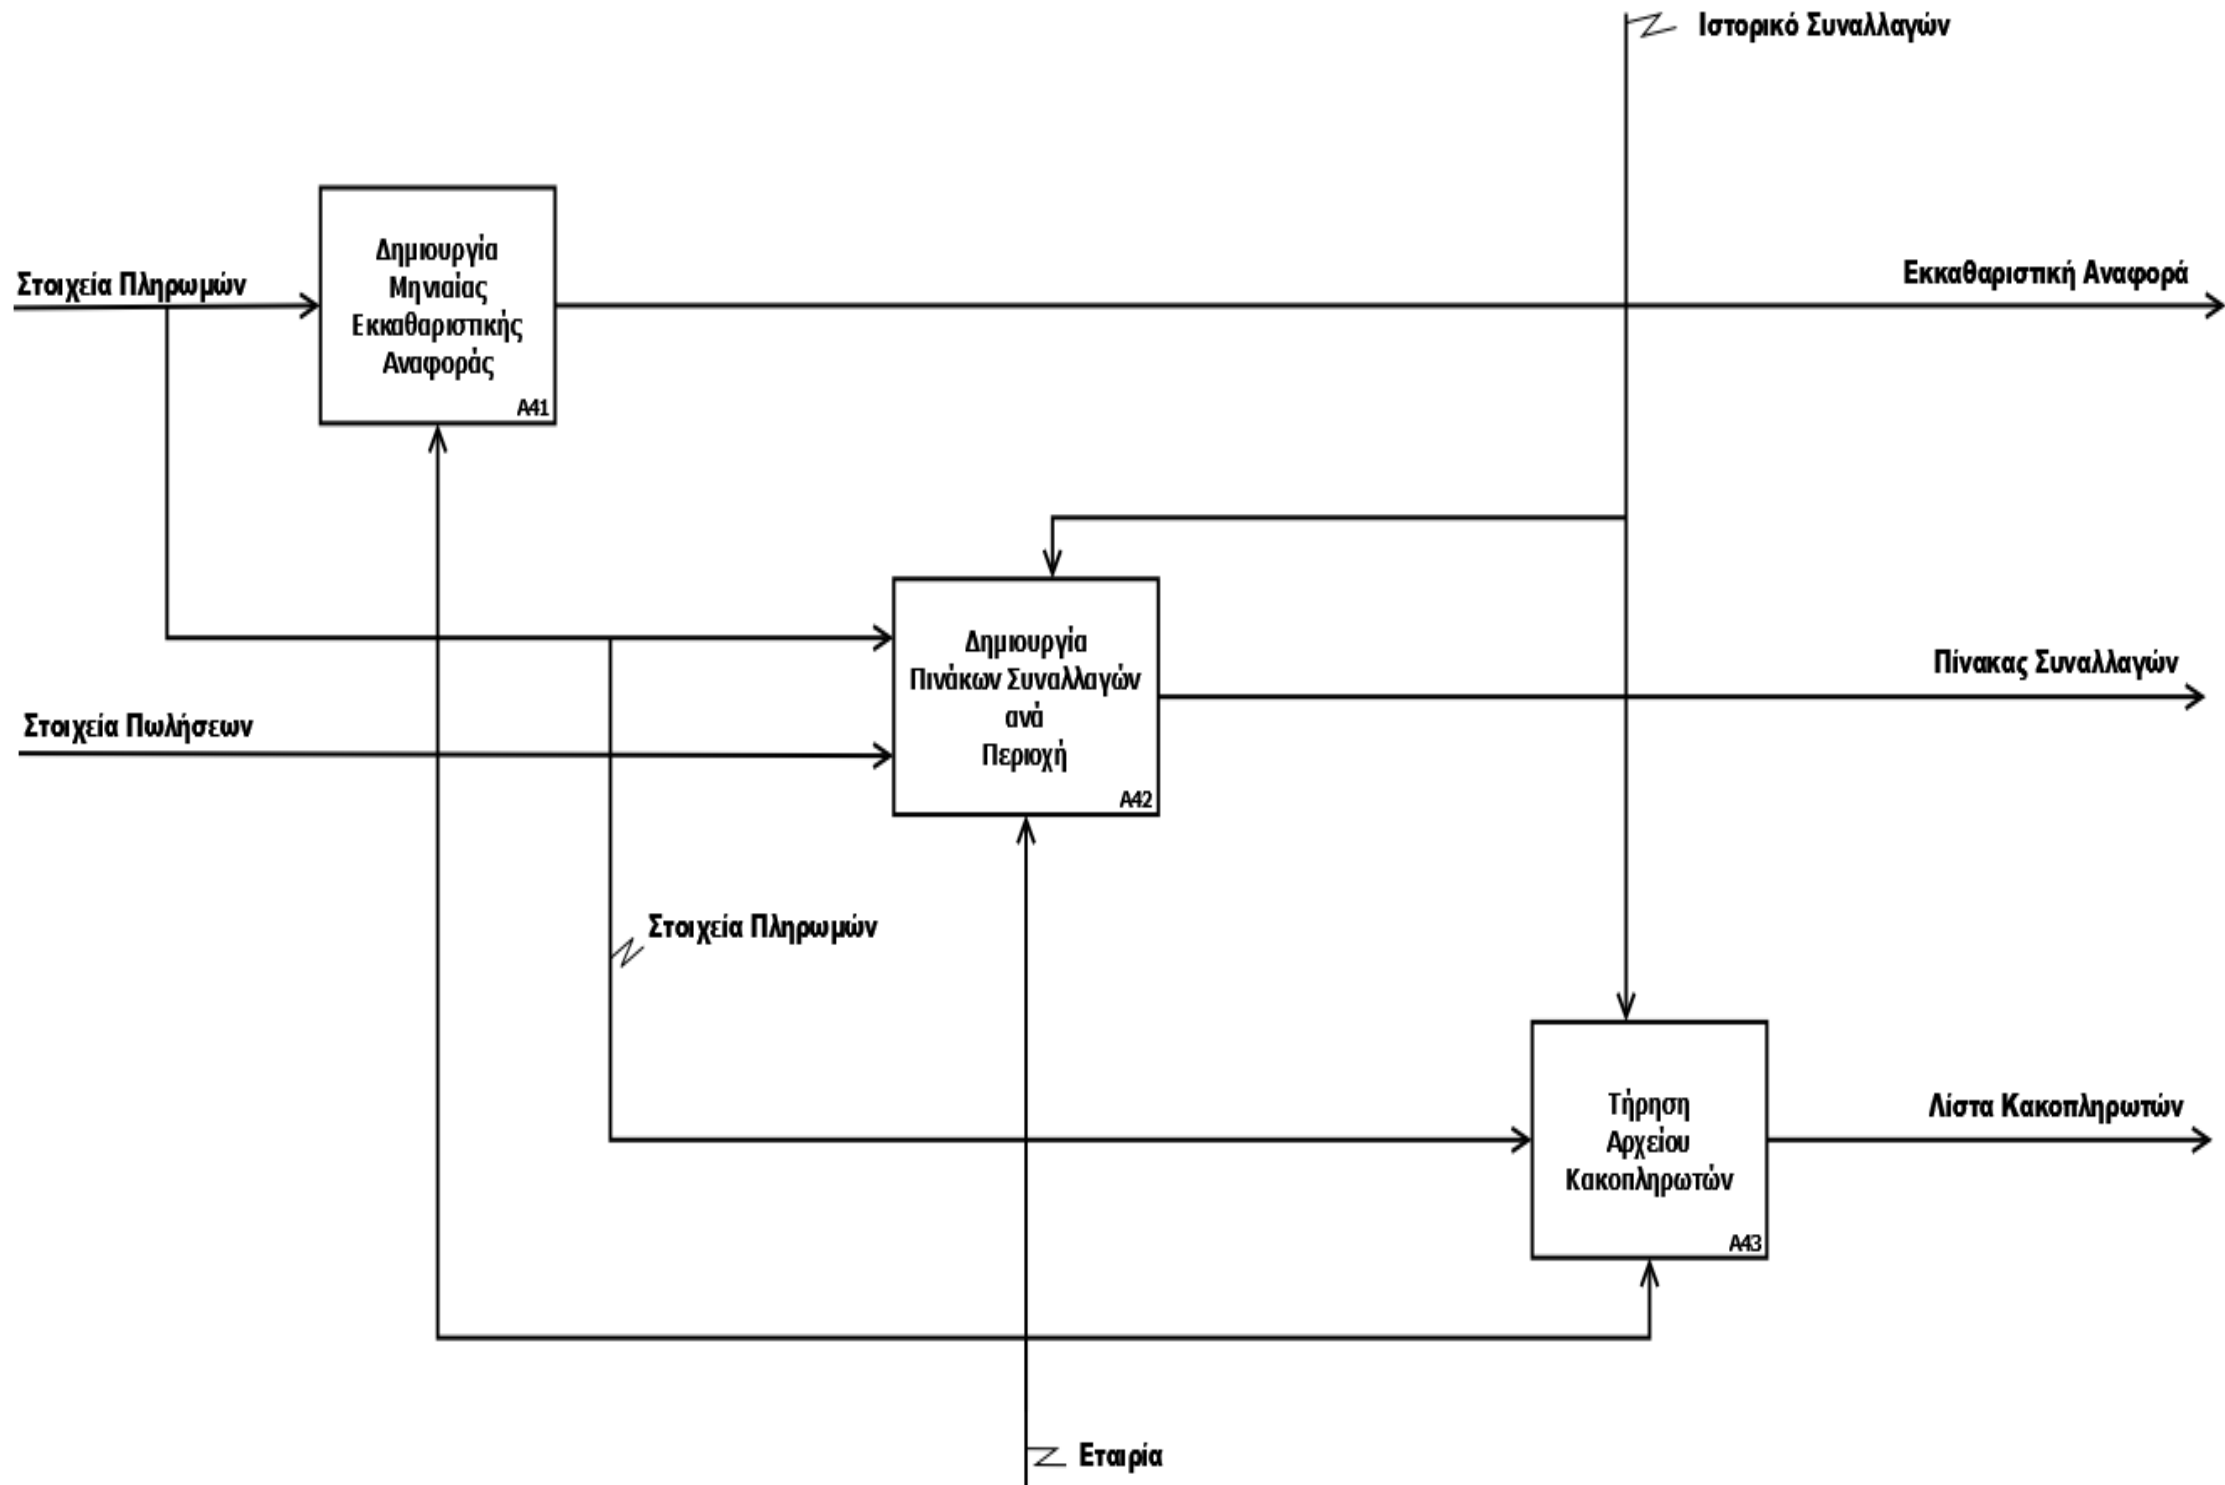 Ιστορικό Συναλλαγών
Δημιουργία
Μηνιαίας
Εκκαθαριστικής
Αναφοράς
A41
Στοιχεία Πληρωμών
Εκκαθαριστική Αναφορά
Δημιουργία
Πινάκων Συναλλαγών
ανά
Περιοχή
A42
Πίνακας Συναλλαγών
Στοιχεία Πωλήσεων
Στοιχεία Πληρωμών
Τήρηση
Αρχείου
Κακοπληρωτών
A43
Λίστα Κακοπληρωτών
Εταιρία